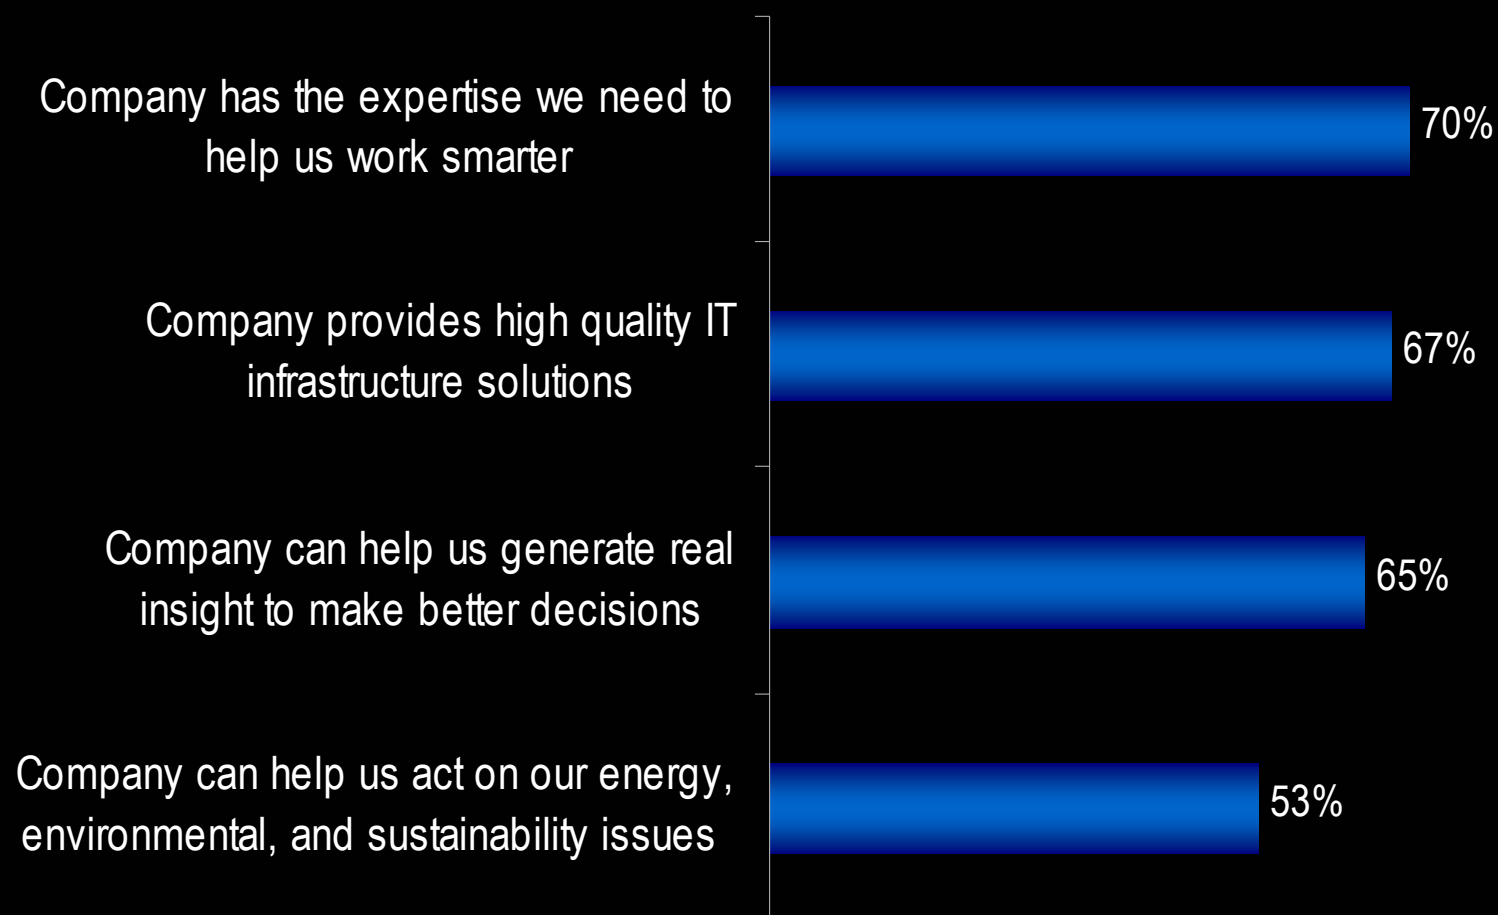 Company has the expertise we need to
help us work smarter
70%
Company provides high quality IT
infrastructure solutions
67%
Company can help us generate real
insight to make better decisions
65%
Company can help us act on our energy,
environmental, and sustainability issues
53%